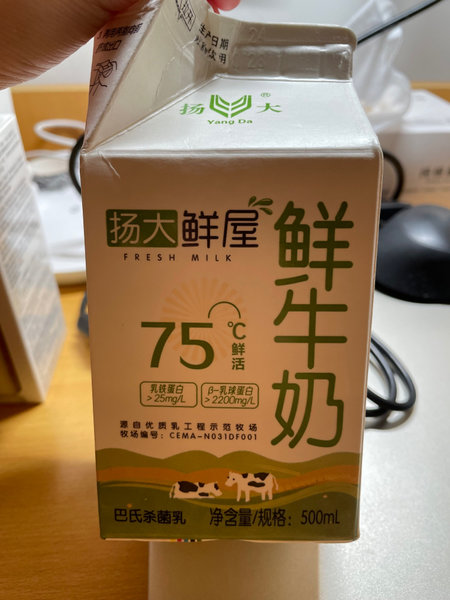 生产日期
扬 大®
Yang Da
扬大鲜屋
FRESH MILK
鲜牛奶
75℃鲜活
乳铁蛋白
>25mg/L
β-乳球蛋白
>2200mg/L
源自优质乳工程示范牧场
牧场编号：CEMA-N031DF001
巴氏杀菌乳 净含量/规格：500mL